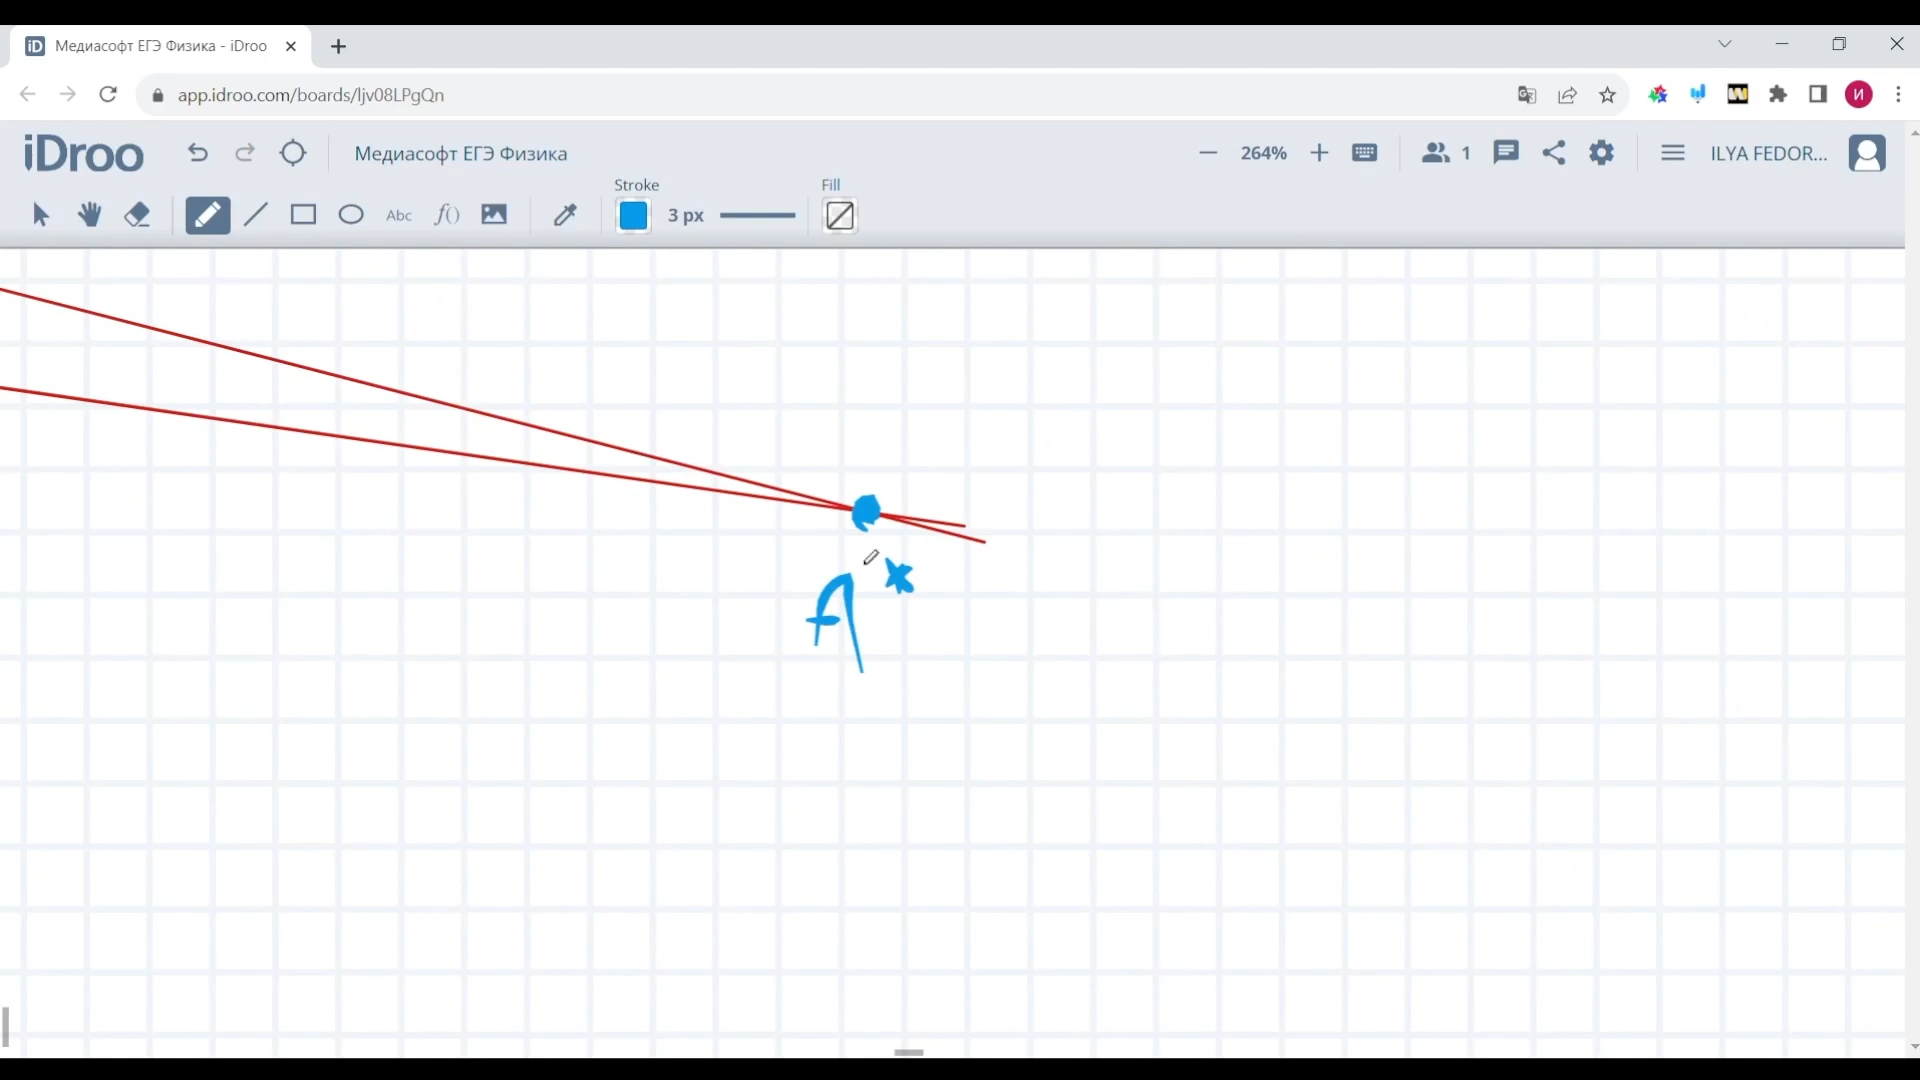 Медиасофт ЕГЭ Физика - iDroo
app.idroo.com/boards/ljv08LPgQn
И
iDroo
Медиасофт ЕГЭ Физика
264%
1
ILYA FEDOR...
Abc
f()
Stroke
3 px
Fill
A*